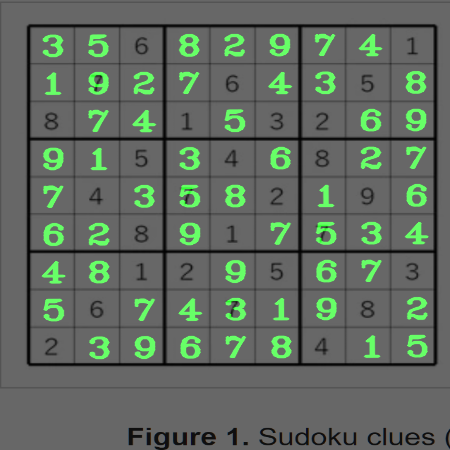 3 5 6 8 2 9 7 4 1
1 9 2 7 6 4 3 5 8
8 7 4 1 5 3 2 6 9
9 1 5 3 4 6 8 2 7
7 4 3 5 8 2 1 9 6
6 2 8 9 1 7 5 3 4
4 8 1 2 9 5 6 7 3
5 6 7 4 3 1 9 8 2
2 3 9 6 7 8 4 1 5
Figure 1. Sudoku clues (